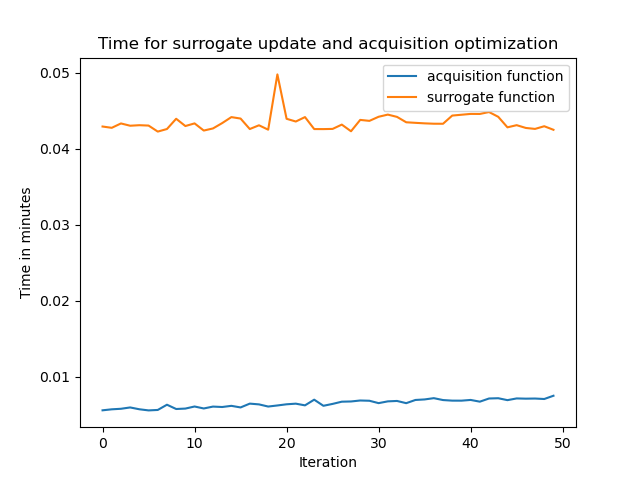 Time for surrogate update and acquisition optimization
acquisition function
surrogate function
0.05
0.04
0.03
0.02
0.01
Time in minutes
0 10 20 30 40 50
Iteration